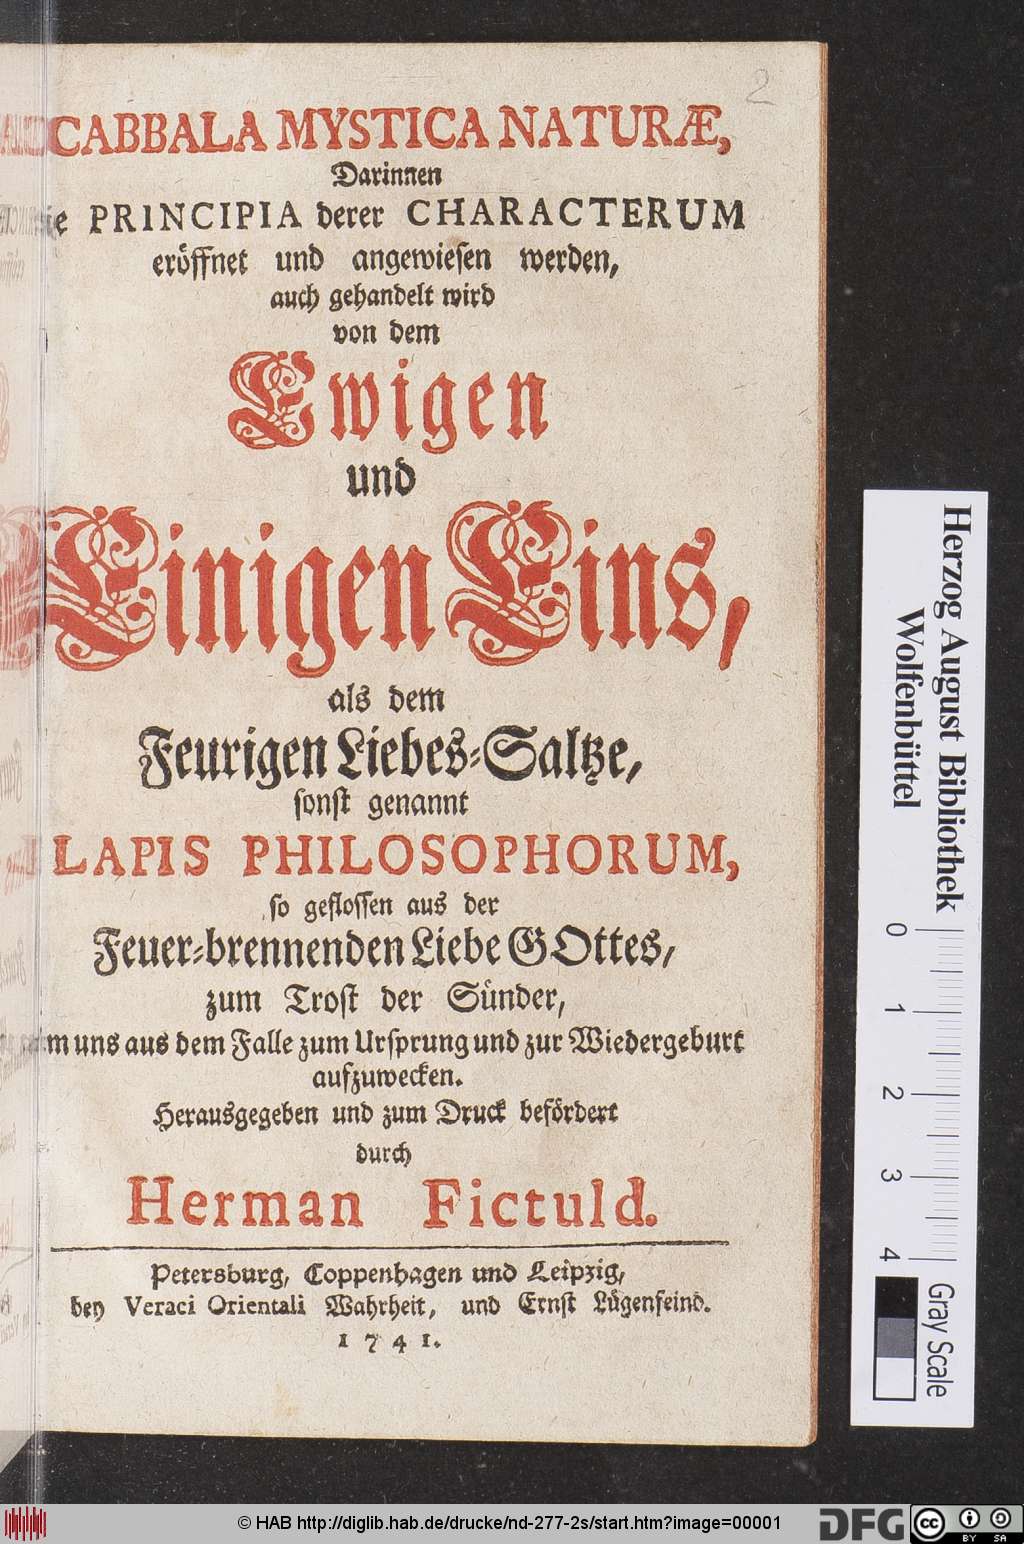 2
CABBALA MYSTICA NATURÆ,
Darinnen
ie PRINCIPIA derer CHARACTERUM
eröffnet und angewiesen werden,
auch gehandelt wird
von dem
Ewigen
und
Einigen Eins,
als dem
Feurigen Liebes-Saltze,
sonst genannt
LAPIS PHILOSOPHORUM,
so geflossen aus der
Feuer-brennenden Liebe GOttes,
zum Trost der Sünder,
m uns aus dem Falle zum Ursprung und zur Wiedergeburt
aufzuwecken.
Herausgegeben und zum Druck befördert
durch
Herman Fictuld.
Petersburg, Coppenhagen und Leipzig,
bey Veraci Orientali Wahrheit, und Ernst Lügenfeind.
1741.
Herzog August Bibliothek
Wolfenbüttel
0 1 2 3 4
Gray Scale
© HAB http://diglib.hab.de/drucke/nd-277-2s/start.htm?image=00001
DFG
cc BY SA